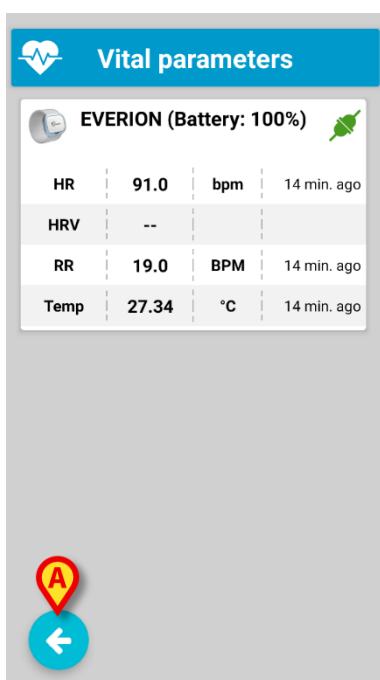 Vital parameters
EVERION (Battery: 100%)
HR 91.0 bpm 14 min. ago
HRV --
RR 19.0 BPM 14 min. ago
Temp 27.34 °C 14 min. ago
A